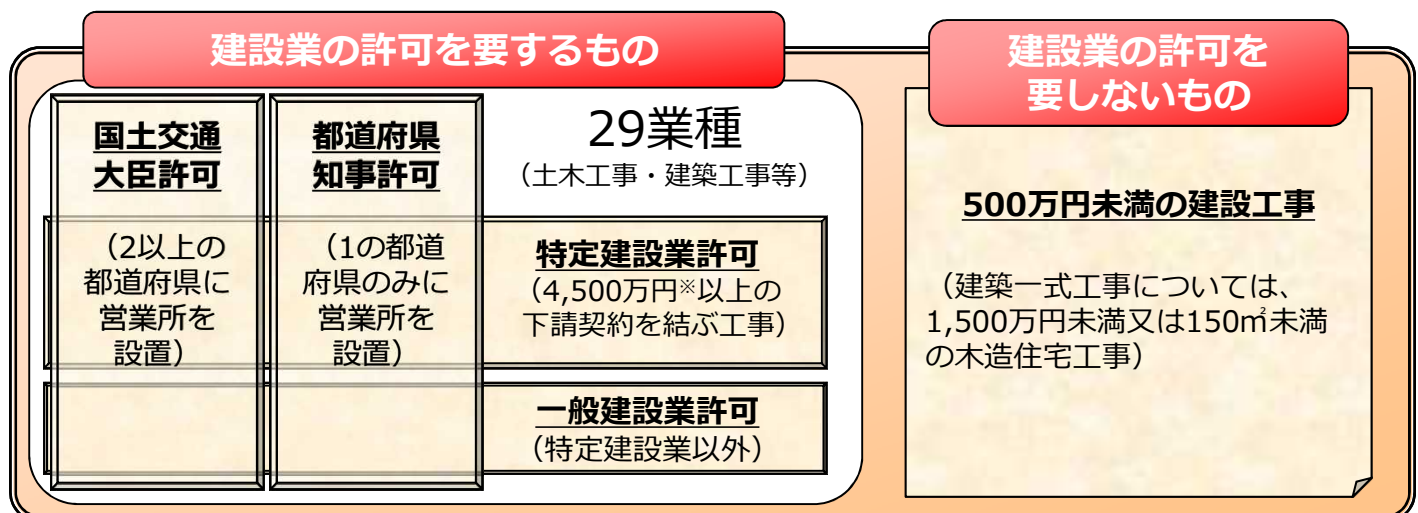 建設業の許可を要するもの
国土交通
大臣許可
（2以上の
都道府県に
営業所を
設置）
都道府県
知事許可
（1の都道
府県のみに
営業所を
設置）
29業種
（土木工事・建築工事等）
特定建設業許可
（4,500万円※以上の
下請契約を結ぶ工事）
一般建設業許可
（特定建設業以外）
建設業の許可を
要しないもの
500万円未満の建設工事
（建築一式工事については、
1,500万円未満又は150㎡未満
の木造住宅工事）